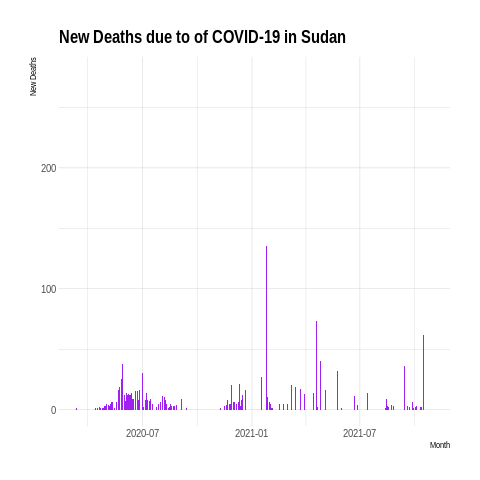 New Deaths due to of COVID-19 in Sudan
New Deaths
200
100
0
2020-07
2021-01
2021-07
Month